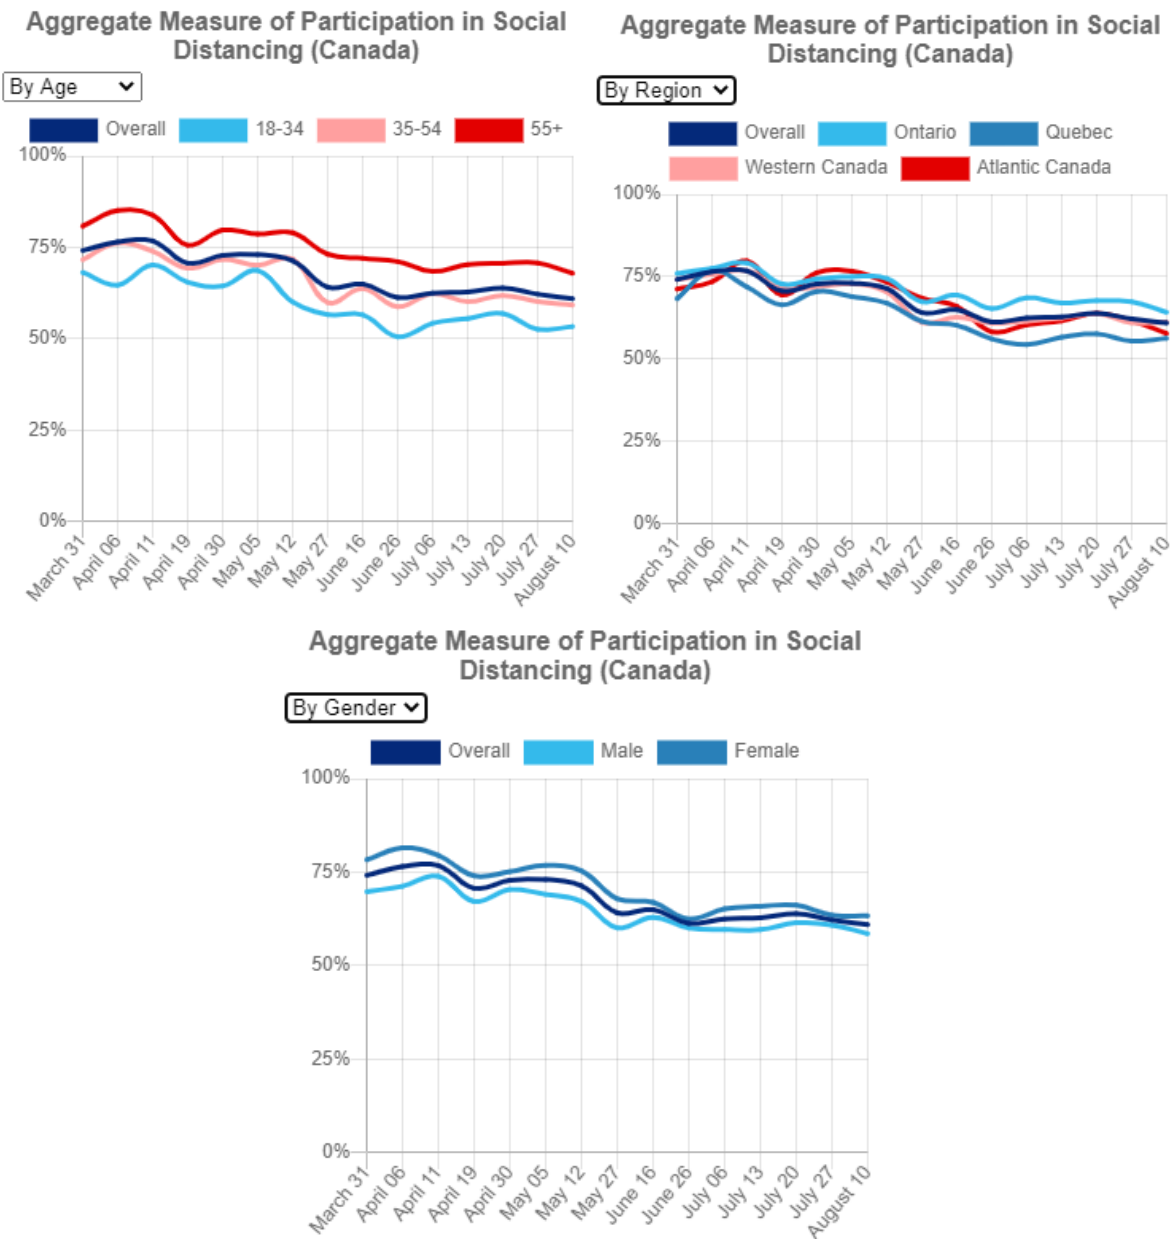 Aggregate Measure of Participation in Social
Distancing (Canada)
By Age
Overall 18-34 35-54 55+
100%
75%
50%
25%
0%
March 31 April 06 April 11 April 19 April 30 May 05 May 12 May 27 June 16 June 26 July 06 July 13 July 20 July 27 August 10
Aggregate Measure of Participation in Social
Distancing (Canada)
By Region
Overall Ontario Quebec
Western Canada Atlantic Canada
100%
75%
50%
25%
0%
March 31 April 06 April 11 April 19 April 30 May 05 May 12 May 27 June 16 June 26 July 06 July 13 July 20 July 27 August 10
Aggregate Measure of Participation in Social
Distancing (Canada)
By Gender
Overall Male Female
100%
75%
50%
25%
0%
March 31 April 06 April 11 April 19 April 30 May 05 May 12 May 27 June 16 June 26 July 06 July 13 July 20 July 27 August 10